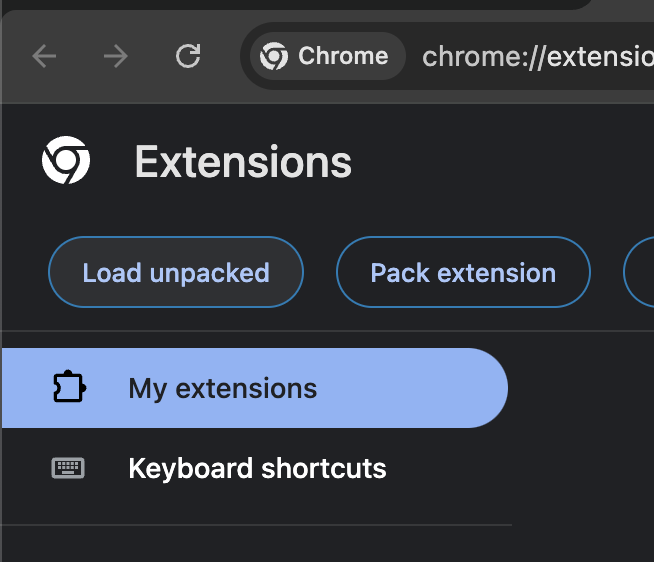 Chrome
chrome://extensio
Extensions
Load unpacked
Pack extension
My extensions
Keyboard shortcuts